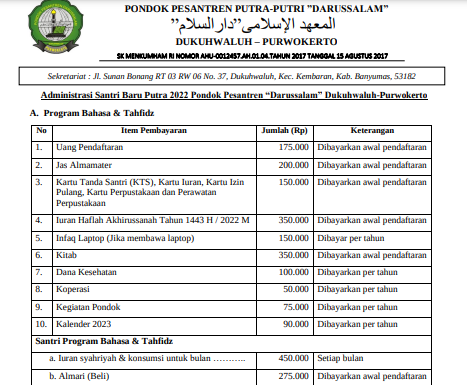 PONDOK PESANTREN PUTRA-PUTRI "DARUSSALAM"
المعهد الإسلامى "دار السلام"
DUKUHWALUH – PURWOKERTO
SK MENKUMHAM RI NOMOR AHU-0012457.AH.01.04.TAHUN 2017 TANGGAL 15 AGUSTUS 2017
Sekretariat : Jl. Sunan Bonang RT 03 RW 06 No. 37, Dukuhwaluh, Kec. Kembaran, Kab. Banyumas, 53182
Administrasi Santri Baru Putra 2022 Pondok Pesantren "Darussalam" Dukuhwaluh-Purwokerto
A. Program Bahasa & Tahfidz
No Item Pembayaran Jumlah (Rp) Keterangan
1. Uang Pendaftaran 175.000 Dibayarkan awal pendaftaran
2. Jas Almamater 200.000 Dibayarkan awal pendaftaran
3. Kartu Tanda Santri (KTS), Kartu Iuran, Kartu Izin 150.000 Dibayarkan awal pendaftaran
Pulang, Kartu Perpustakaan dan Perawatan
Perpustakaan
4. Iuran Haflah Akhirussanah Tahun 1443 H / 2022 M 350.000 Dibayarkan awal pendaftaran
5. Infaq Laptop (Jika membawa laptop) 150.000 Dibayar per tahun
6. Kitab 350.000 Dibayarkan awal pendaftaran
7. Dana Kesehatan 100.000 Dibayarkan per tahun
8. Koperasi 50.000 Dibayarkan per tahun
9. Kegiatan Pondok 75.000 Dibayarkan per tahun
10. Kalender 2023 90.000 Dibayarkan per tahun
Santri Program Bahasa & Tahfidz
a. Iuran syahriyah & konsumsi untuk bulan ……….. 450.000 Setiap bulan
b. Almari (Beli) 275.000 Dibayarkan awal pendaftaran